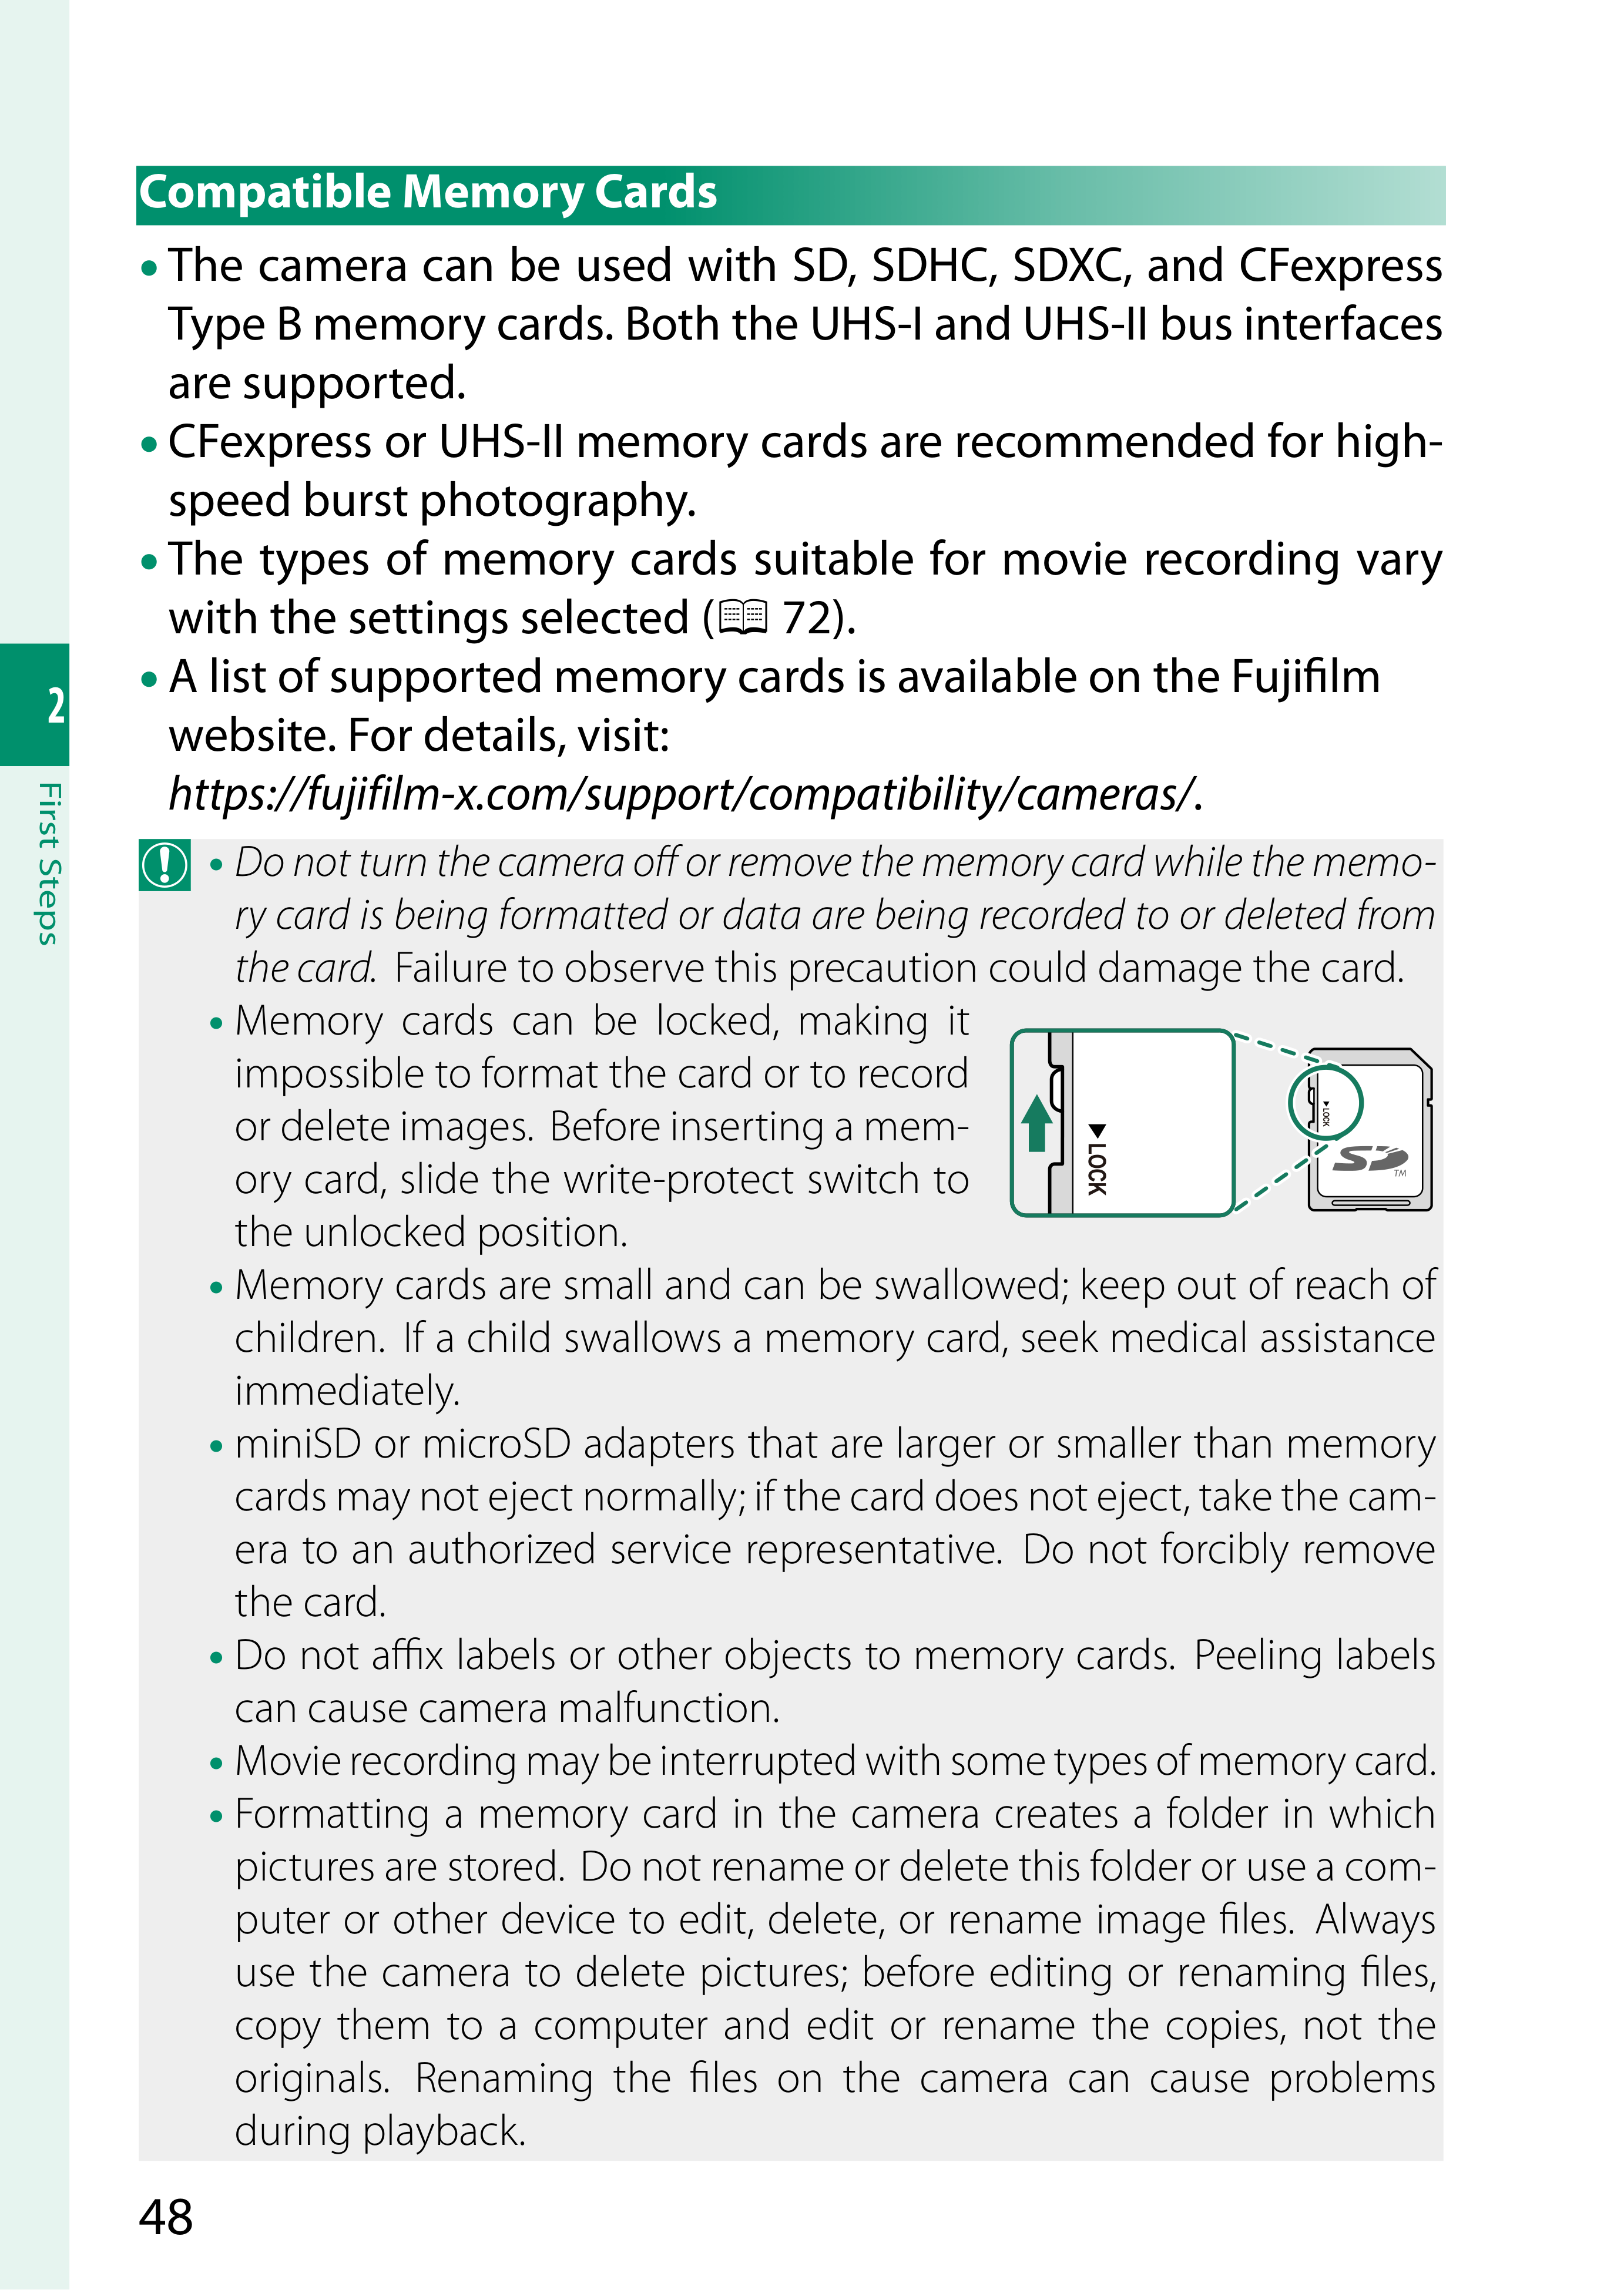 Compatible Memory Cards
• The camera can be used with SD, SDHC, SDXC, and CFexpress
Type B memory cards. Both the UHS-I and UHS-II bus interfaces
are supported.
• CFexpress or UHS-II memory cards are recommended for high-
speed burst photography.
• The types of memory cards suitable for movie recording vary
with the settings selected (📖 72).
• A list of supported memory cards is available on the Fujifilm
website. For details, visit:
https://fujifilm-x.com/support/compatibility/cameras/.
2
First Steps
• Do not turn the camera off or remove the memory card while the memo-
ry card is being formatted or data are being recorded to or deleted from
the card. Failure to observe this precaution could damage the card.
• Memory cards can be locked, making it
impossible to format the card or to record
or delete images. Before inserting a mem-
ory card, slide the write-protect switch to
the unlocked position.
▼LOCK
▼LOCK
SD
TM
• Memory cards are small and can be swallowed; keep out of reach of
children. If a child swallows a memory card, seek medical assistance
immediately.
• miniSD or microSD adapters that are larger or smaller than memory
cards may not eject normally; if the card does not eject, take the cam-
era to an authorized service representative. Do not forcibly remove
the card.
• Do not affix labels or other objects to memory cards. Peeling labels
can cause camera malfunction.
• Movie recording may be interrupted with some types of memory card.
• Formatting a memory card in the camera creates a folder in which
pictures are stored. Do not rename or delete this folder or use a com-
puter or other device to edit, delete, or rename image files. Always
use the camera to delete pictures; before editing or renaming files,
copy them to a computer and edit or rename the copies, not the
originals. Renaming the files on the camera can cause problems
during playback.
48